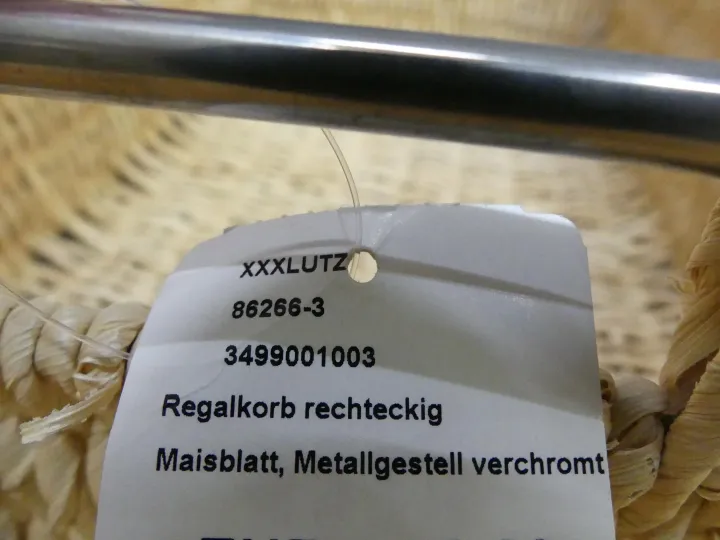 XXXLUTZ
86266-3
3499001003
Regalkorb rechteckig
Maisblatt, Metallgestell verchromt